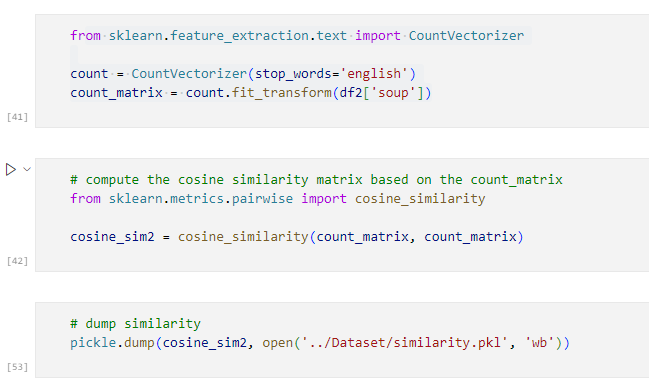 from sklearn.feature_extraction.text import CountVectorizer
count = CountVectorizer(stop_words='english')
count_matrix = count.fit_transform(df2['soup'])
[41]
# compute the cosine similarity matrix based on the count_matrix
from sklearn.metrics.pairwise import cosine_similarity
cosine_sim2 = cosine_similarity(count_matrix, count_matrix)
[42]
# dump similarity
pickle.dump(cosine_sim2, open('../Dataset/similarity.pkl', 'wb'))
[53]